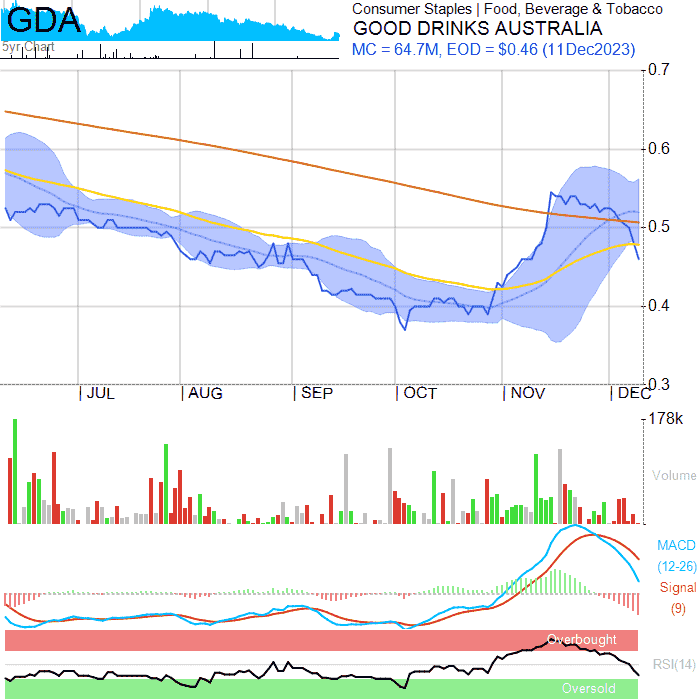 GDA
Consumer Staples | Food, Beverage & Tobacco
GOOD DRINKS AUSTRALIA
MC = 64.7M, EOD = $0.46 (11Dec2023)
5yr Chart
0.7
0.6
0.5
0.4
0.3
| JUL | AUG | SEP | OCT | NOV | DEC
178k
Volume
MACD
(12-26)
Signal
(9)
Overbought
RSI(14)
Oversold